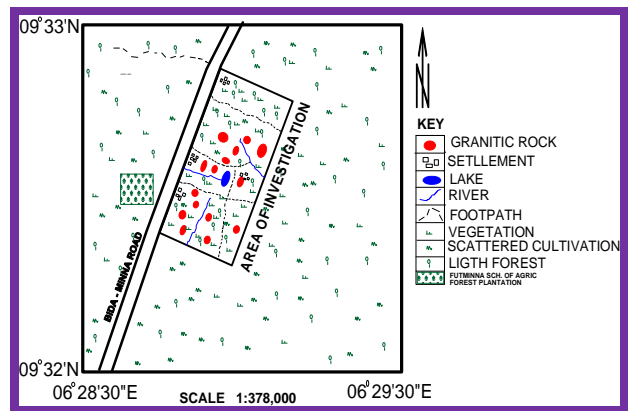 09°33'N
N
KEY
GRANITIC ROCK
SETLLEMENT
LAKE
RIVER
FOOTPATH
VEGETATION
SCATTERED CULTIVATION
LIGTH FOREST
FUTMINNA SCH. OF AGRIC
FOREST PLANTATION
AREA OF INVESTIGATION
BIDA - MINNA ROAD
09°32'N
06°28'30"E
SCALE 1:378,000
06°29'30"E